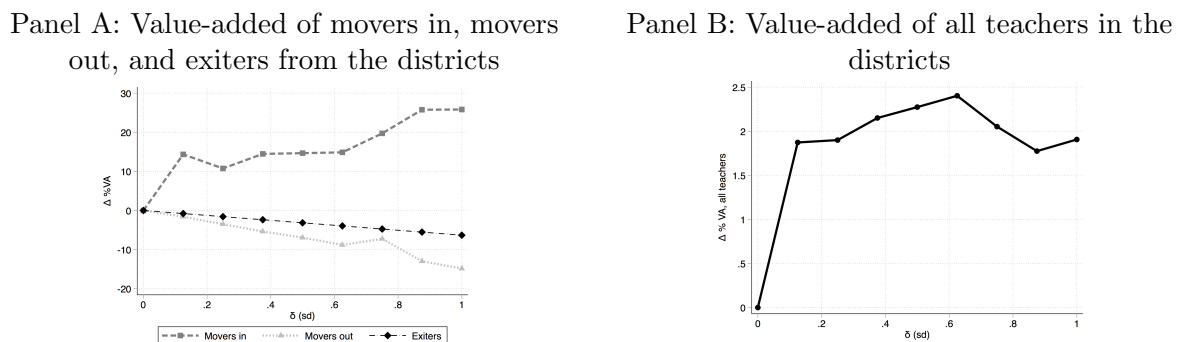 Panel A: Value-added of movers in, movers
out, and exiters from the districts
30
20
10
0
-10
-20
Δ %VA
0 .2 .4 .6 .8 1
δ (sd)
Movers in Movers out Exiters
Panel B: Value-added of all teachers in the
districts
2.5
2
1.5
1
.5
0
Δ % VA, all teachers
0 .2 .4 .6 .8 1
δ (sd)